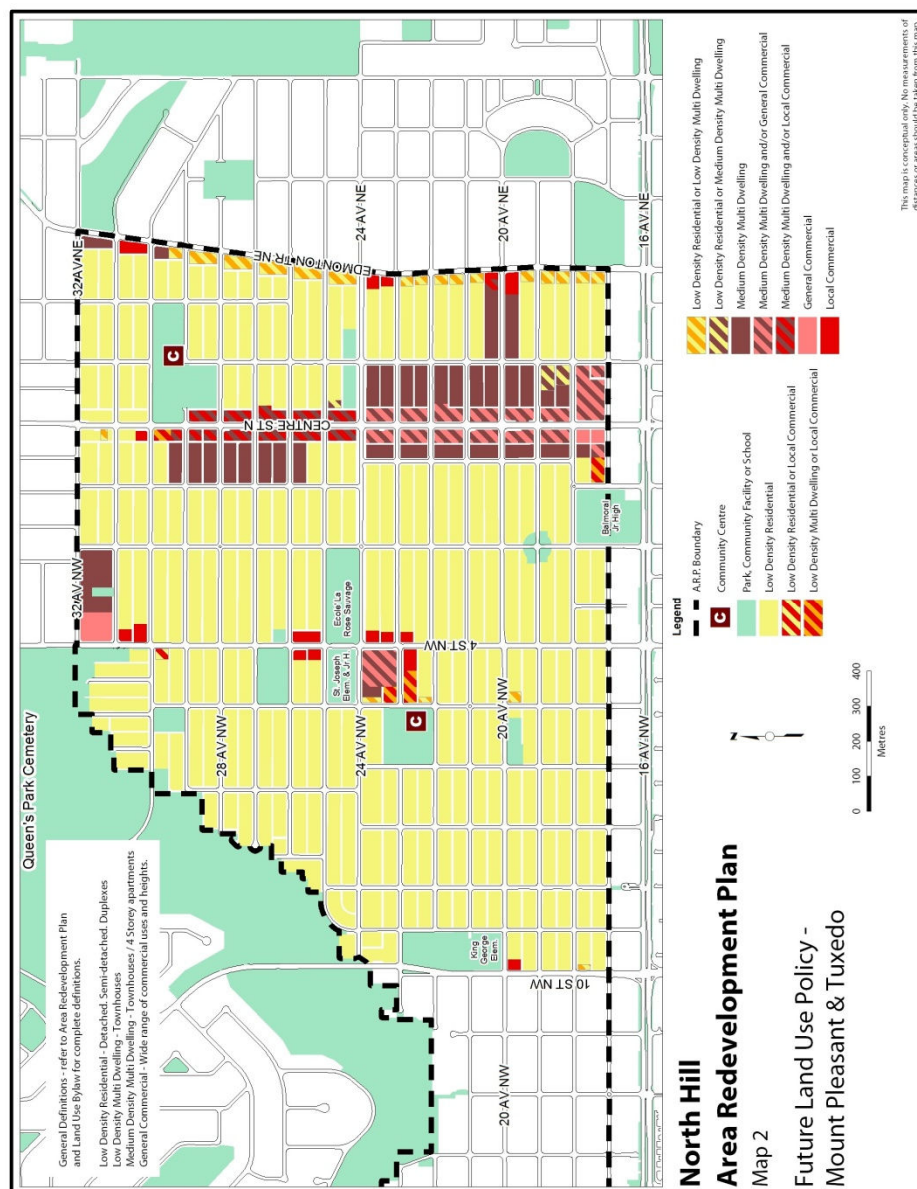 General Definitions - refer to Area Redevelopment Plan
and Land Use Bylaw for complete definitions.
Low Density Residential - Detached. Semi-detached. Duplexes
Low Density Multi Dwelling - Townhouses
Medium Density Multi Dwelling - Townhouses / 4 Storey apartments
General Commercial - Wide range of commercial uses and heights.
Queen's Park Cemetery
32 AV NW
32 AV NE
28 AV NW
24 AV NW
24 AV NE
20 AV NW
20 AV NW
20 AV NE
16 AV NW
16 AV NE
10 ST NW
4 ST NW
CENTRE ST N
EDMONTON TR NE
King
George
Elem.
St. Joseph
Elem. & Jr.H.
Ecole' La
Rose Sauvage
Balmoral
Jr High
C
C
North Hill
Area Redevelopment Plan
Map 2
Future Land Use Policy -
Mount Pleasant & Tuxedo
N
0 100 200 300 400
Metres
Legend
A.R.P. Boundary
C
Community Centre
Park, Community Facility or School
Low Density Residential
Low Density Residential or Local Commercial
Low Density Multi Dwelling or Local Commercial
Low Density Residential or Low Density Multi Dwelling
Low Density Residential or Medium Density Multi Dwelling
Medium Density Multi Dwelling
Medium Density Multi Dwelling and/or General Commercial
Medium Density Multi Dwelling and/or Local Commercial
General Commercial
Local Commercial
This map is conceptual only. No measurements of
distances or areas should be taken from this map